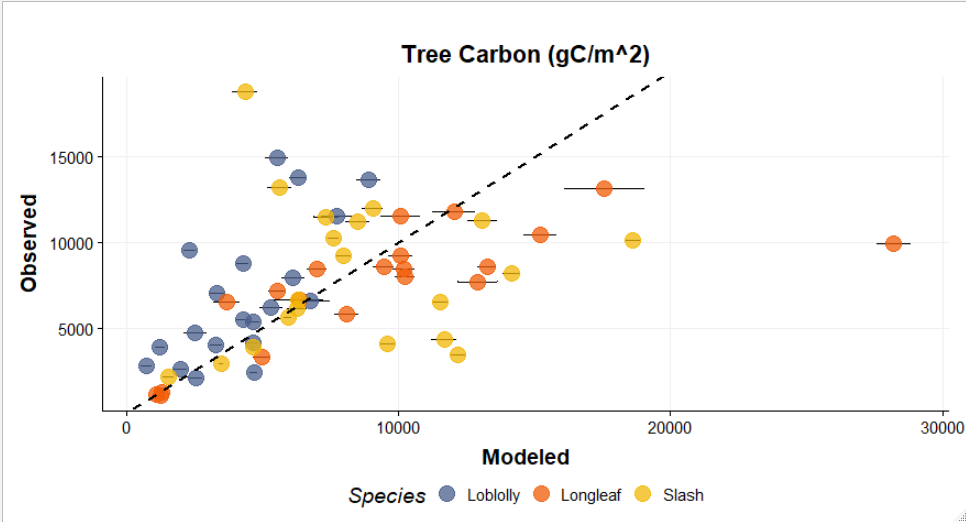 Tree Carbon (gC/m^2)
15000
10000
5000
Observed
0 10000 20000 30000
Modeled
Species Loblolly Longleaf Slash